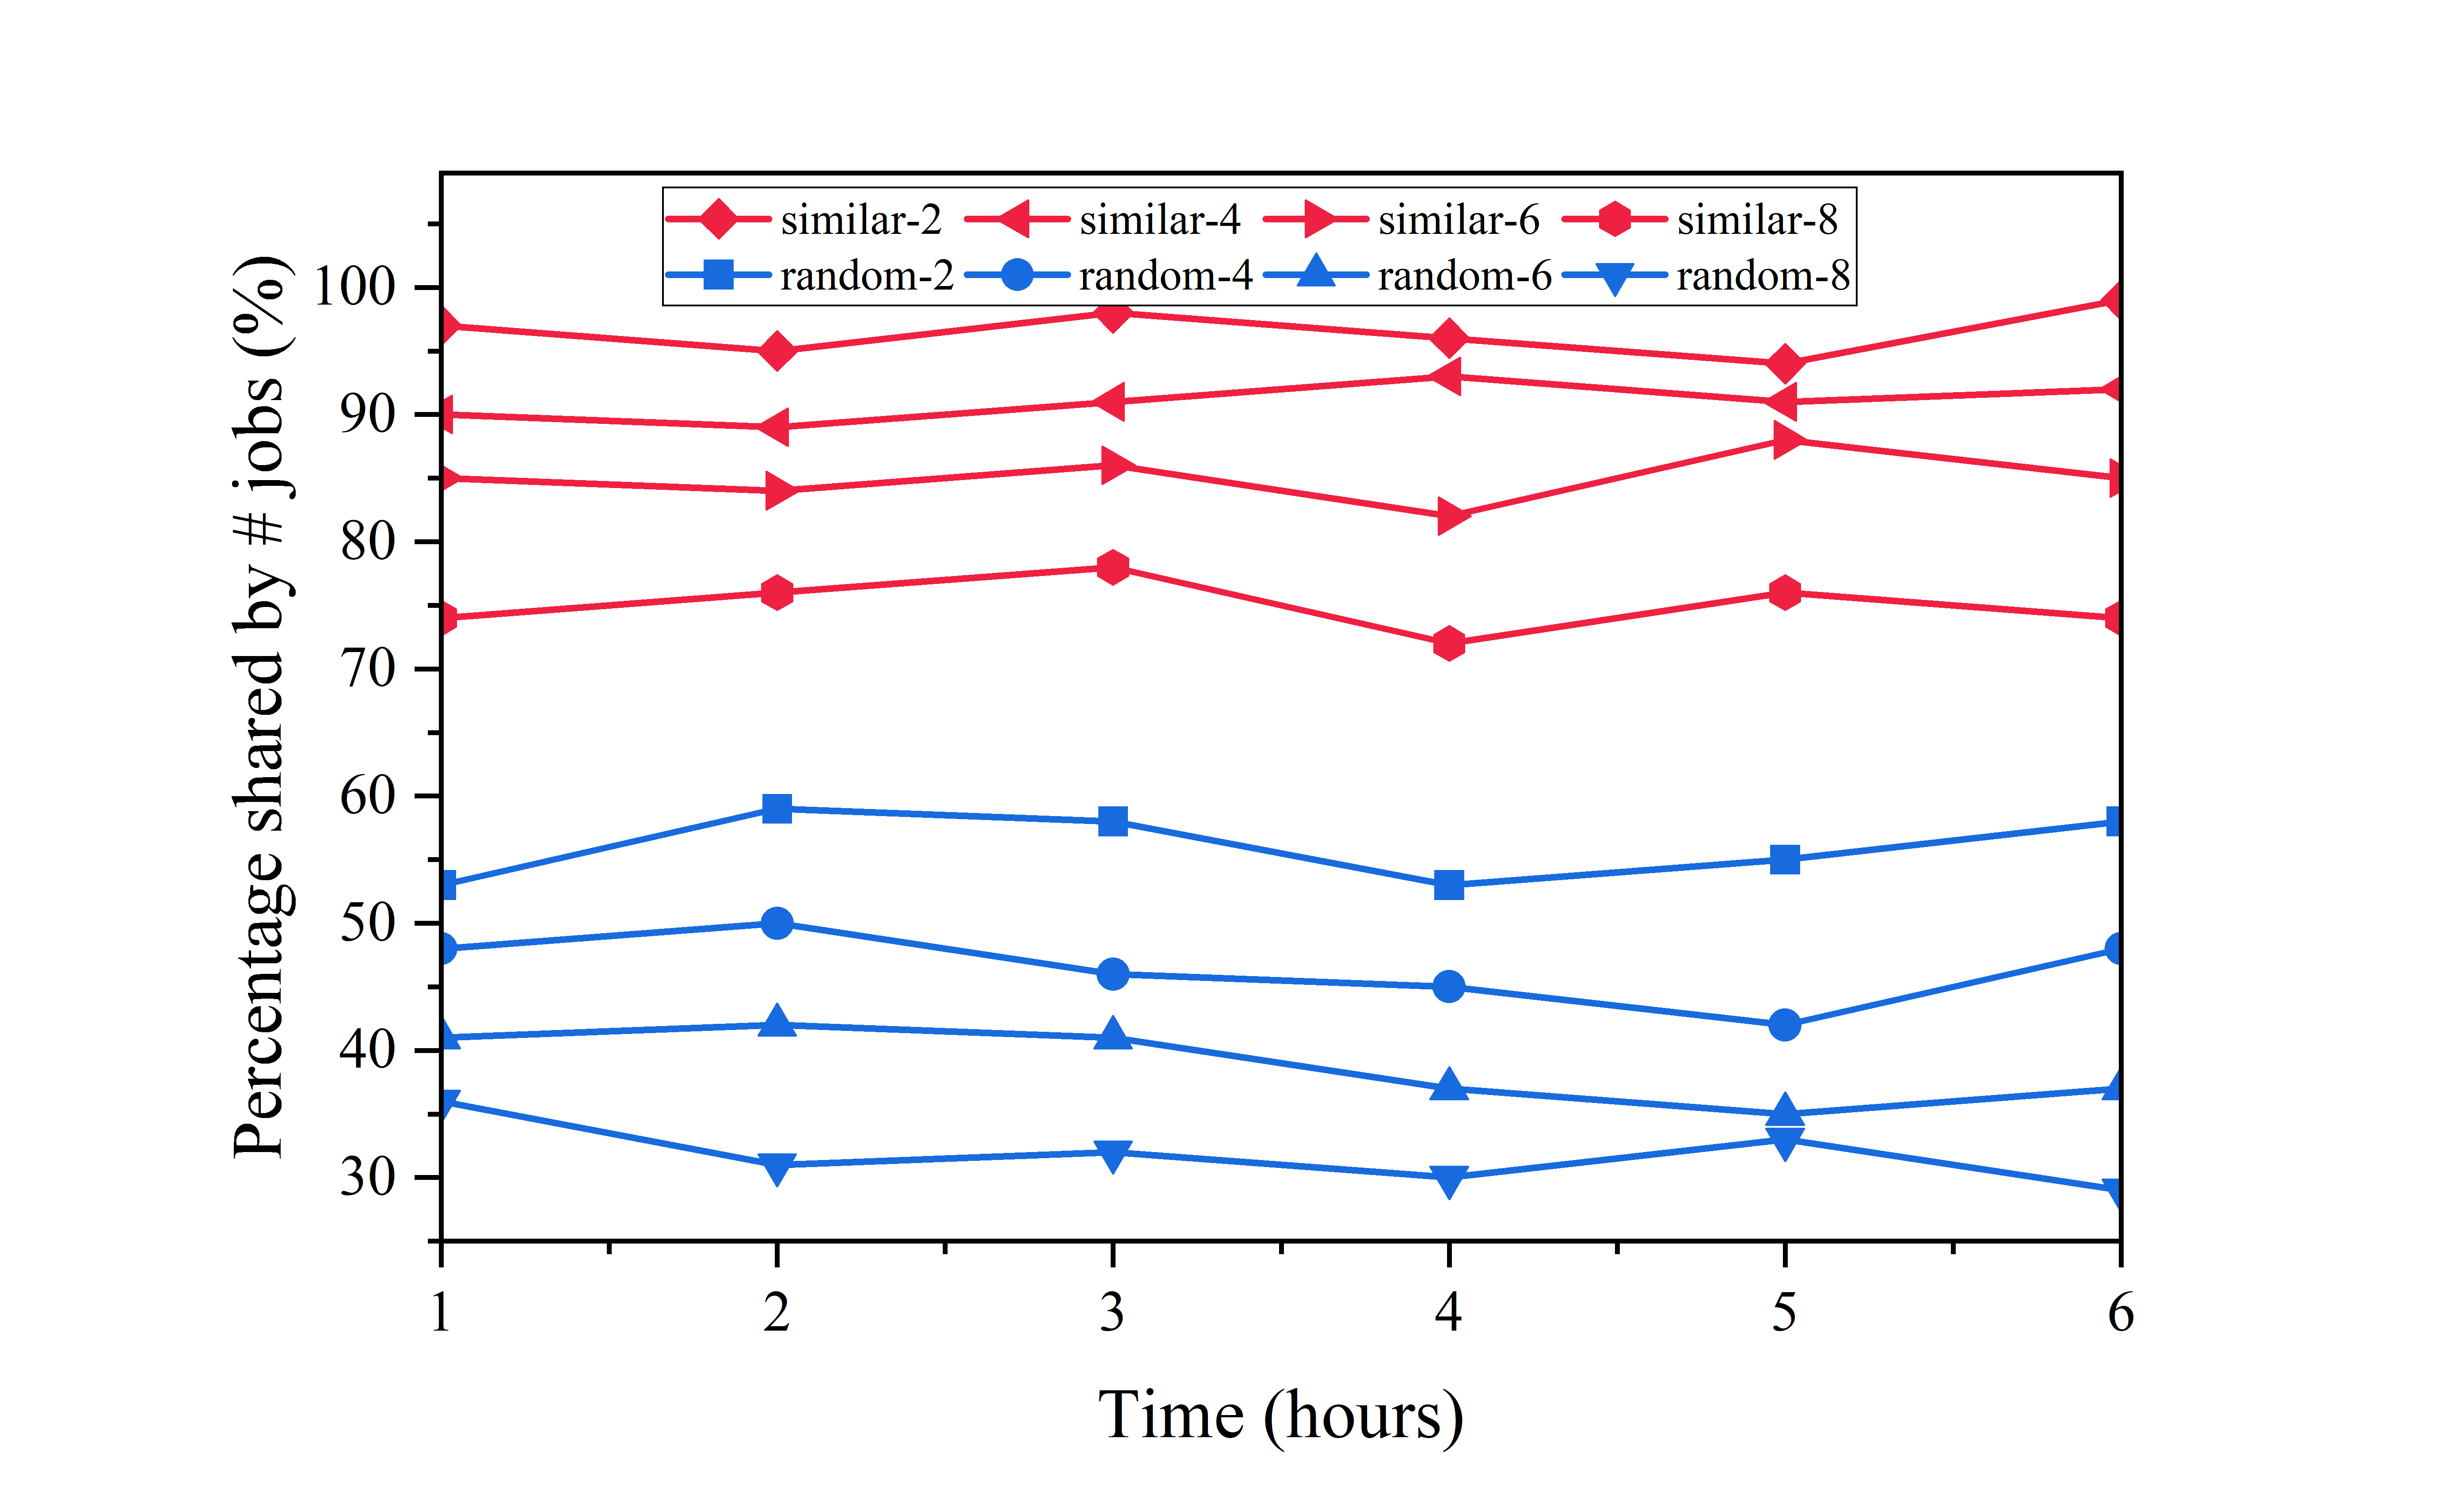 similar-2 similar-4 similar-6 similar-8
random-2 random-4 random-6 random-8
Percentage shared by # jobs (%)
100
90
80
70
60
50
40
30
1 2 3 4 5 6
Time (hours)